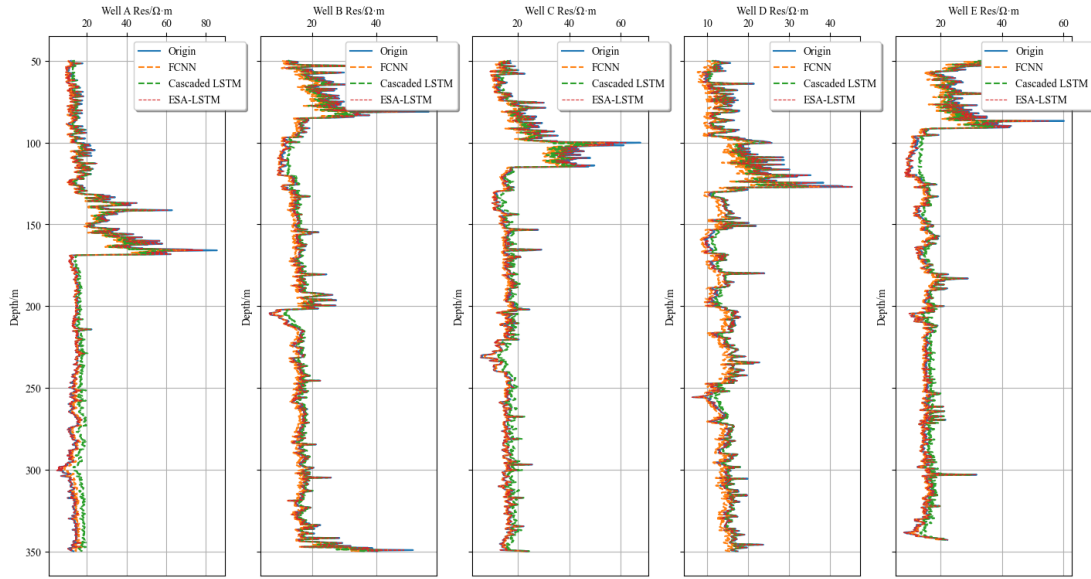 Well A Res/Ω·m
20 40 60 80
Depth/m
50
100
150
200
250
300
350
Origin
FCNN
Cascaded LSTM
ESA-LSTM
Well B Res/Ω·m
20 40
Depth/m
Origin
FCNN
Cascaded LSTM
ESA-LSTM
Well C Res/Ω·m
20 40 60
Depth/m
Origin
FCNN
Cascaded LSTM
ESA-LSTM
Well D Res/Ω·m
10 20 30 40
Depth/m
Origin
FCNN
Cascaded LSTM
ESA-LSTM
Well E Res/Ω·m
20 40 60
Depth/m
Origin
FCNN
Cascaded LSTM
ESA-LSTM